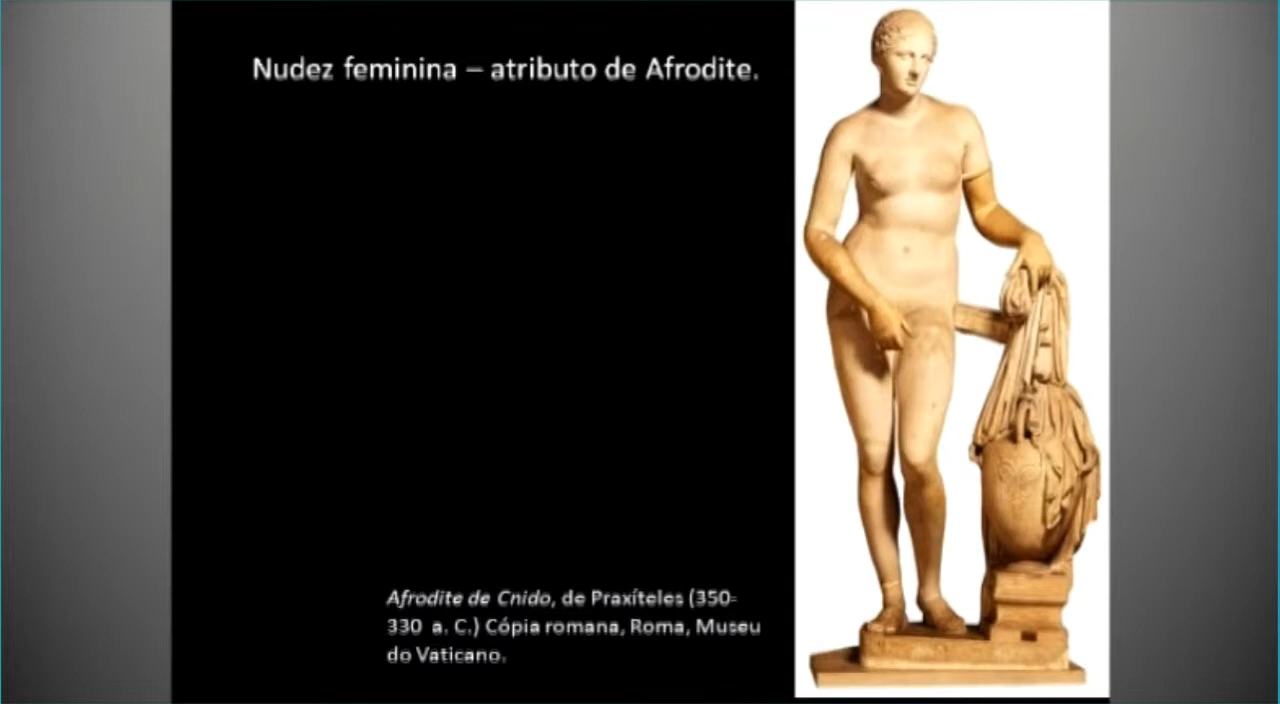 Nudez feminina – atributo de Afrodite.
Afrodite de Cnido, de Praxíteles (350-
330 a. C.) Cópia romana, Roma, Museu
do Vaticano.